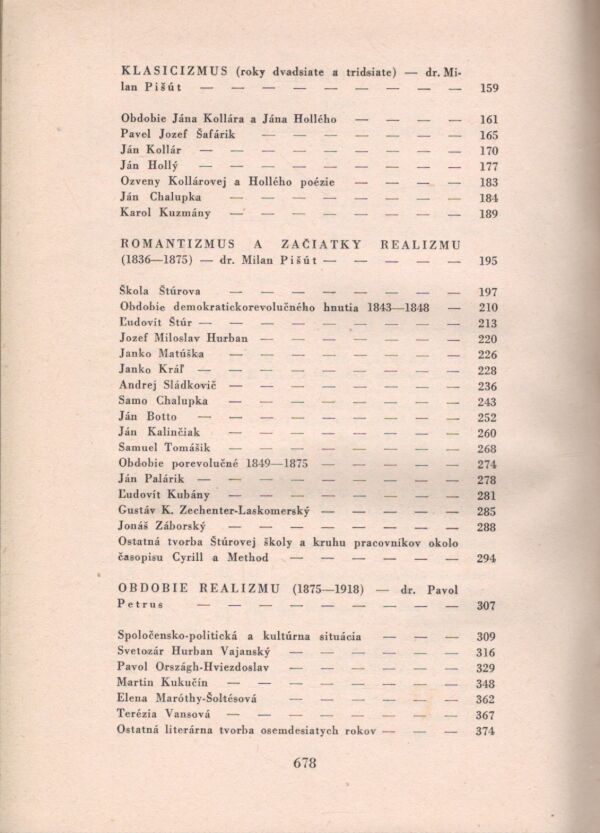 KLASICIZMUS (roky dvadsiate a tridsiate) — dr. Mi-
lan Pišút — — — — — — — — — 159
Obdobie Jána Kollára a Jána Hollého — — — — 161
Pavel Jozef Šafárik — — — — — — — 165
Ján Kollár — — — — — — — — — 170
Ján Hollý — — — — — — — — — 177
Ozveny Kollárovej a Hollého poézie — — — — 183
Ján Chalupka — — — — — — — — 184
Karol Kuzmány — — — — — — — — 189
ROMANTIZMUS A ZAČIATKY REALIZMU
(1836—1875) — dr. Milan Pišút — — — — — 195
Škola Štúrova — — — — — — — — 197
Obdobie demokratickorevolučného hnutia 1843—1848 — 210
Ľudovít Štúr — — — — — — — — — 213
Jozef Miloslav Hurban — — — — — — — 220
Janko Matúška — — — — — — — — 226
Janko Kráľ — — — — — — — — — 228
Andrej Sládkovič — — — — — — — — 236
Samo Chalupka — — — — — — — — 243
Ján Botto — — — — — — — — — 252
Ján Kalinčiak — — — — — — — — 260
Samuel Tomášik — — — — — — — — 268
Obdobie porevolučné 1849—1875 — — — — — 274
Ján Palárik — — — — — — — — 278
Ľudovít Kubány — — — — — — — — 281
Gustáv K. Zechenter-Laskomerský — — — — — 285
Jonáš Záborský — — — — — — — — 288
Ostatná tvorba Štúrovej školy a kruhu pracovníkov okolo
časopisu Cyrill a Method — — — — — — 294
OBDOBIE REALIZMU (1875—1918) — dr. Pavol
Petrus — — — — — — — — — 307
Spoločensko-politická a kultúrna situácia — — — 309
Svetozár Hurban Vajanský — — — — — — 316
Pavol Országh-Hviezdoslav — — — — — — 329
Martin Kukučín — — — — — — — — 348
Elena Maróthy-Šoltésová — — — — — — 362
Terézia Vansová — — — — — — — — 367
Ostatná literárna tvorba osemdesiatych rokov — — — 374
678